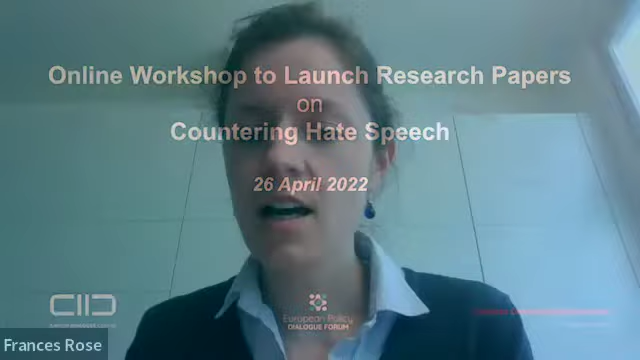 Online Workshop to Launch Research Papers
on
Countering Hate Speech
26 April 2022
European Policy
DIALOGUE FORUM
Frances Rose